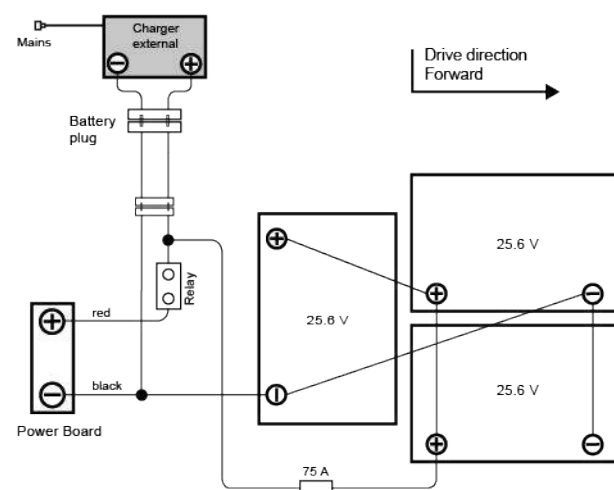 Charger
external
Mains
Drive direction
Forward
Battery
plug
25.6 V
Relay
red
25.6 V
25.6 V
black
Power Board
75 A